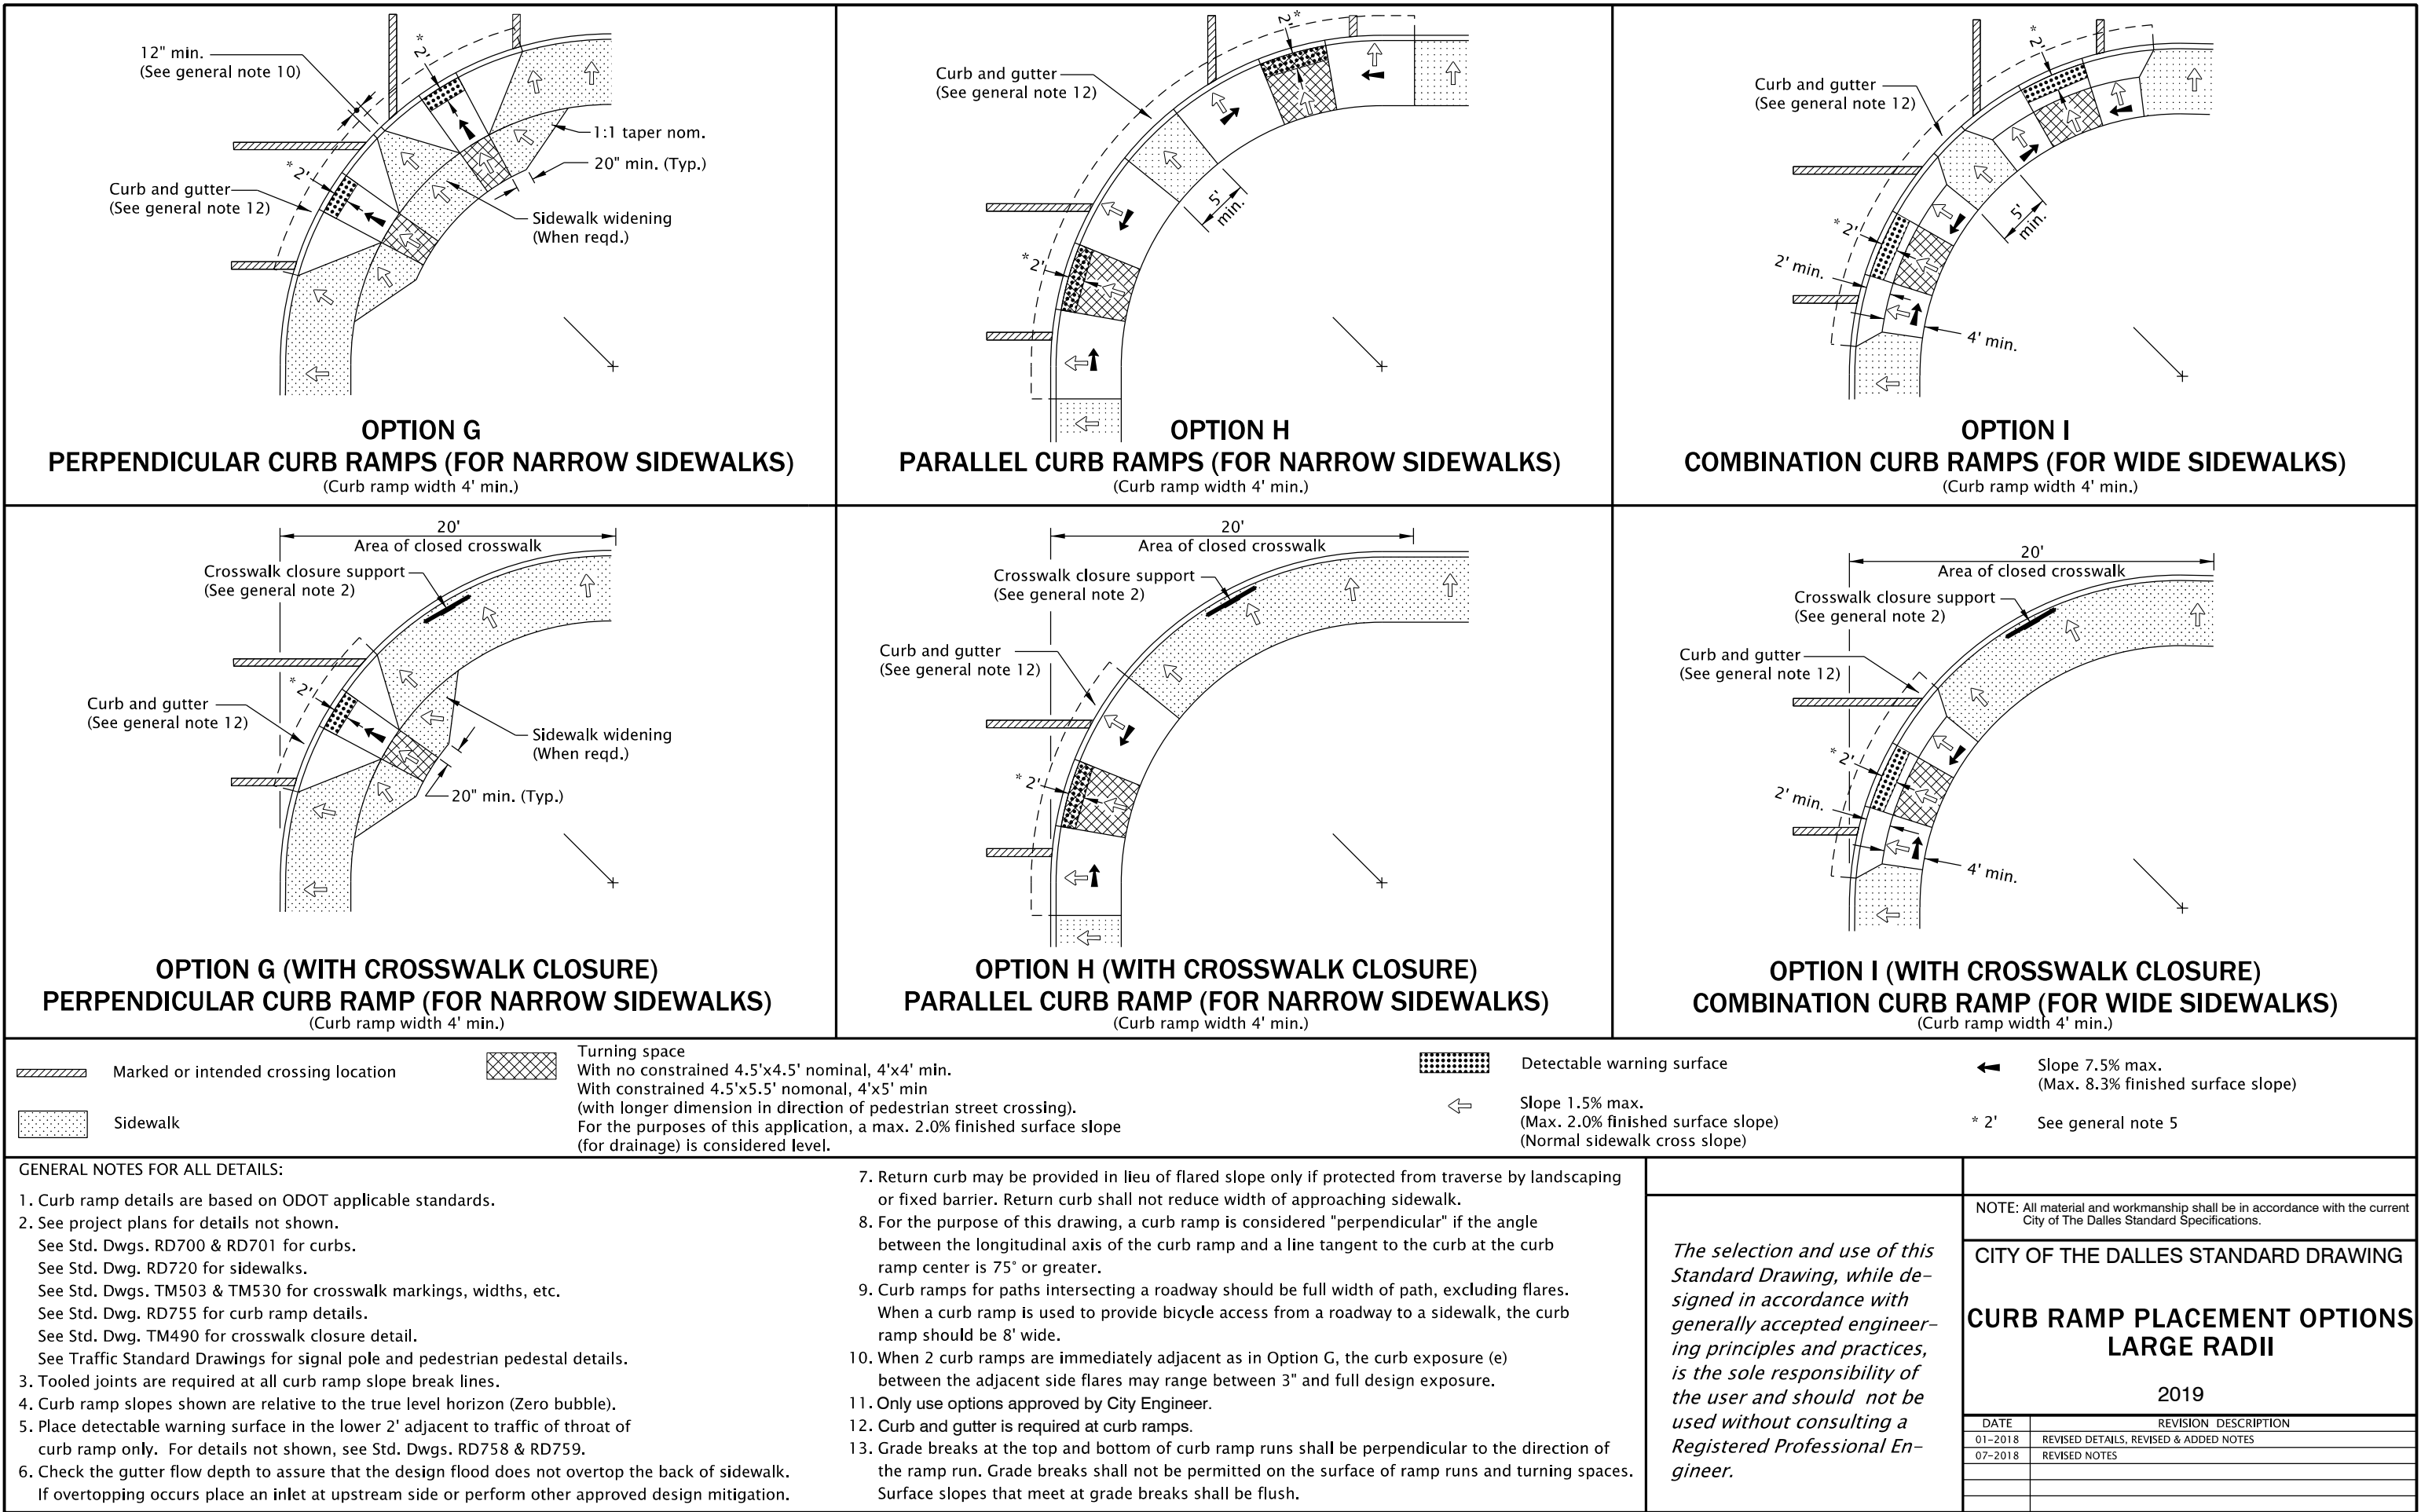 12" min.
(See general note 10)
* 2'
1:1 taper nom.
20" min. (Typ.)
* 2'
Curb and gutter
(See general note 12)
Sidewalk widening
(When reqd.)
OPTION G
PERPENDICULAR CURB RAMPS (FOR NARROW SIDEWALKS)
(Curb ramp width 4' min.)
2' *
Curb and gutter
(See general note 12)
5'
min.
* 2'
OPTION H
PARALLEL CURB RAMPS (FOR NARROW SIDEWALKS)
(Curb ramp width 4' min.)
* 2'
Curb and gutter
(See general note 12)
5'
min.
* 2'
2' min.
4' min.
OPTION I
COMBINATION CURB RAMPS (FOR WIDE SIDEWALKS)
(Curb ramp width 4' min.)
20'
Area of closed crosswalk
Crosswalk closure support
(See general note 2)
* 2'
Curb and gutter
(See general note 12)
Sidewalk widening
(When reqd.)
20" min. (Typ.)
OPTION G (WITH CROSSWALK CLOSURE)
PERPENDICULAR CURB RAMP (FOR NARROW SIDEWALKS)
(Curb ramp width 4' min.)
20'
Area of closed crosswalk
Crosswalk closure support
(See general note 2)
Curb and gutter
(See general note 12)
* 2'
OPTION H (WITH CROSSWALK CLOSURE)
PARALLEL CURB RAMP (FOR NARROW SIDEWALKS)
(Curb ramp width 4' min.)
20'
Area of closed crosswalk
Crosswalk closure support
(See general note 2)
Curb and gutter
(See general note 12)
* 2'
2' min.
4' min.
OPTION I (WITH CROSSWALK CLOSURE)
COMBINATION CURB RAMP (FOR WIDE SIDEWALKS)
(Curb ramp width 4' min.)
Marked or intended crossing location
Sidewalk
Turning space
With no constrained 4.5'x4.5' nominal, 4'x4' min.
With constrained 4.5'x5.5' nomonal, 4'x5' min
(with longer dimension in direction of pedestrian street crossing).
For the purposes of this application, a max. 2.0% finished surface slope
(for drainage) is considered level.
Detectable warning surface
Slope 1.5% max.
(Max. 2.0% finished surface slope)
(Normal sidewalk cross slope)
Slope 7.5% max.
(Max. 8.3% finished surface slope)
* 2' See general note 5
GENERAL NOTES FOR ALL DETAILS:
1. Curb ramp details are based on ODOT applicable standards.
2. See project plans for details not shown.
See Std. Dwgs. RD700 & RD701 for curbs.
See Std. Dwg. RD720 for sidewalks.
See Std. Dwgs. TM503 & TM530 for crosswalk markings, widths, etc.
See Std. Dwg. RD755 for curb ramp details.
See Std. Dwg. TM490 for crosswalk closure detail.
See Traffic Standard Drawings for signal pole and pedestrian pedestal details.
3. Tooled joints are required at all curb ramp slope break lines.
4. Curb ramp slopes shown are relative to the true level horizon (Zero bubble).
5. Place detectable warning surface in the lower 2' adjacent to traffic of throat of
curb ramp only. For details not shown, see Std. Dwgs. RD758 & RD759.
6. Check the gutter flow depth to assure that the design flood does not overtop the back of sidewalk.
If overtopping occurs place an inlet at upstream side or perform other approved design mitigation.
7. Return curb may be provided in lieu of flared slope only if protected from traverse by landscaping
or fixed barrier. Return curb shall not reduce width of approaching sidewalk.
8. For the purpose of this drawing, a curb ramp is considered "perpendicular" if the angle
between the longitudinal axis of the curb ramp and a line tangent to the curb at the curb
ramp center is 75° or greater.
9. Curb ramps for paths intersecting a roadway should be full width of path, excluding flares.
When a curb ramp is used to provide bicycle access from a roadway to a sidewalk, the curb
ramp should be 8' wide.
10. When 2 curb ramps are immediately adjacent as in Option G, the curb exposure (e)
between the adjacent side flares may range between 3" and full design exposure.
11. Only use options approved by City Engineer.
12. Curb and gutter is required at curb ramps.
13. Grade breaks at the top and bottom of curb ramp runs shall be perpendicular to the direction of
the ramp run. Grade breaks shall not be permitted on the surface of ramp runs and turning spaces.
Surface slopes that meet at grade breaks shall be flush.
The selection and use of this
Standard Drawing, while de-
signed in accordance with
generally accepted engineer-
ing principles and practices,
is the sole responsibility of
the user and should not be
used without consulting a
Registered Professional En-
gineer.
NOTE: All material and workmanship shall be in accordance with the current
City of The Dalles Standard Specifications.
CITY OF THE DALLES STANDARD DRAWING
CURB RAMP PLACEMENT OPTIONS
LARGE RADII
2019
DATE REVISION DESCRIPTION
01-2018 REVISED DETAILS, REVISED & ADDED NOTES
07-2018 REVISED NOTES